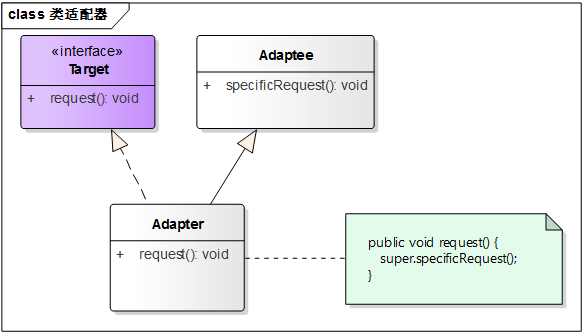 class 类适配器
«interface»
Target
+ request(): void
Adaptee
+ specificRequest(): void
Adapter
+ request(): void
public void request() {
super.specificRequest();
}